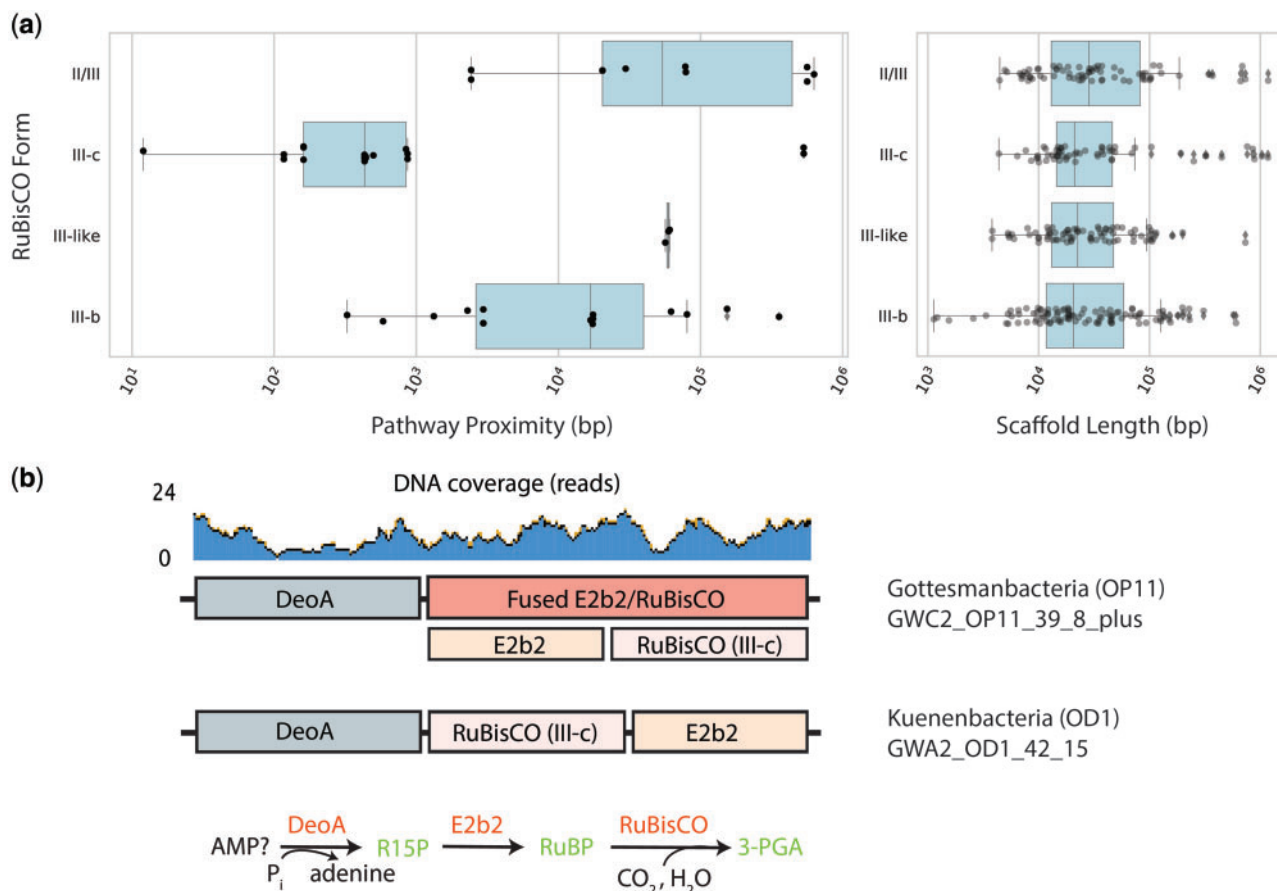 (a)
RuBisCO Form
II/III
III-c
III-like
III-b
10¹ 10² 10³ 10⁴ 10⁵ 10⁶
Pathway Proximity (bp)
II/III
III-c
III-like
III-b
10³ 10⁴ 10⁵ 10⁶
Scaffold Length (bp)
(b)
DNA coverage (reads)
24
0
DeoA Fused E2b2/RuBisCO
E2b2 RuBisCO (III-c)
Gottesmanbacteria (OP11)
GWC2_OP11_39_8_plus
DeoA RuBisCO (III-c) E2b2
Kuenenbacteria (OD1)
GWA2_OD1_42_15
DeoA E2b2 RuBisCO
AMP? R15P RuBP 3-PGA
Pᵢ adenine CO₂, H₂O